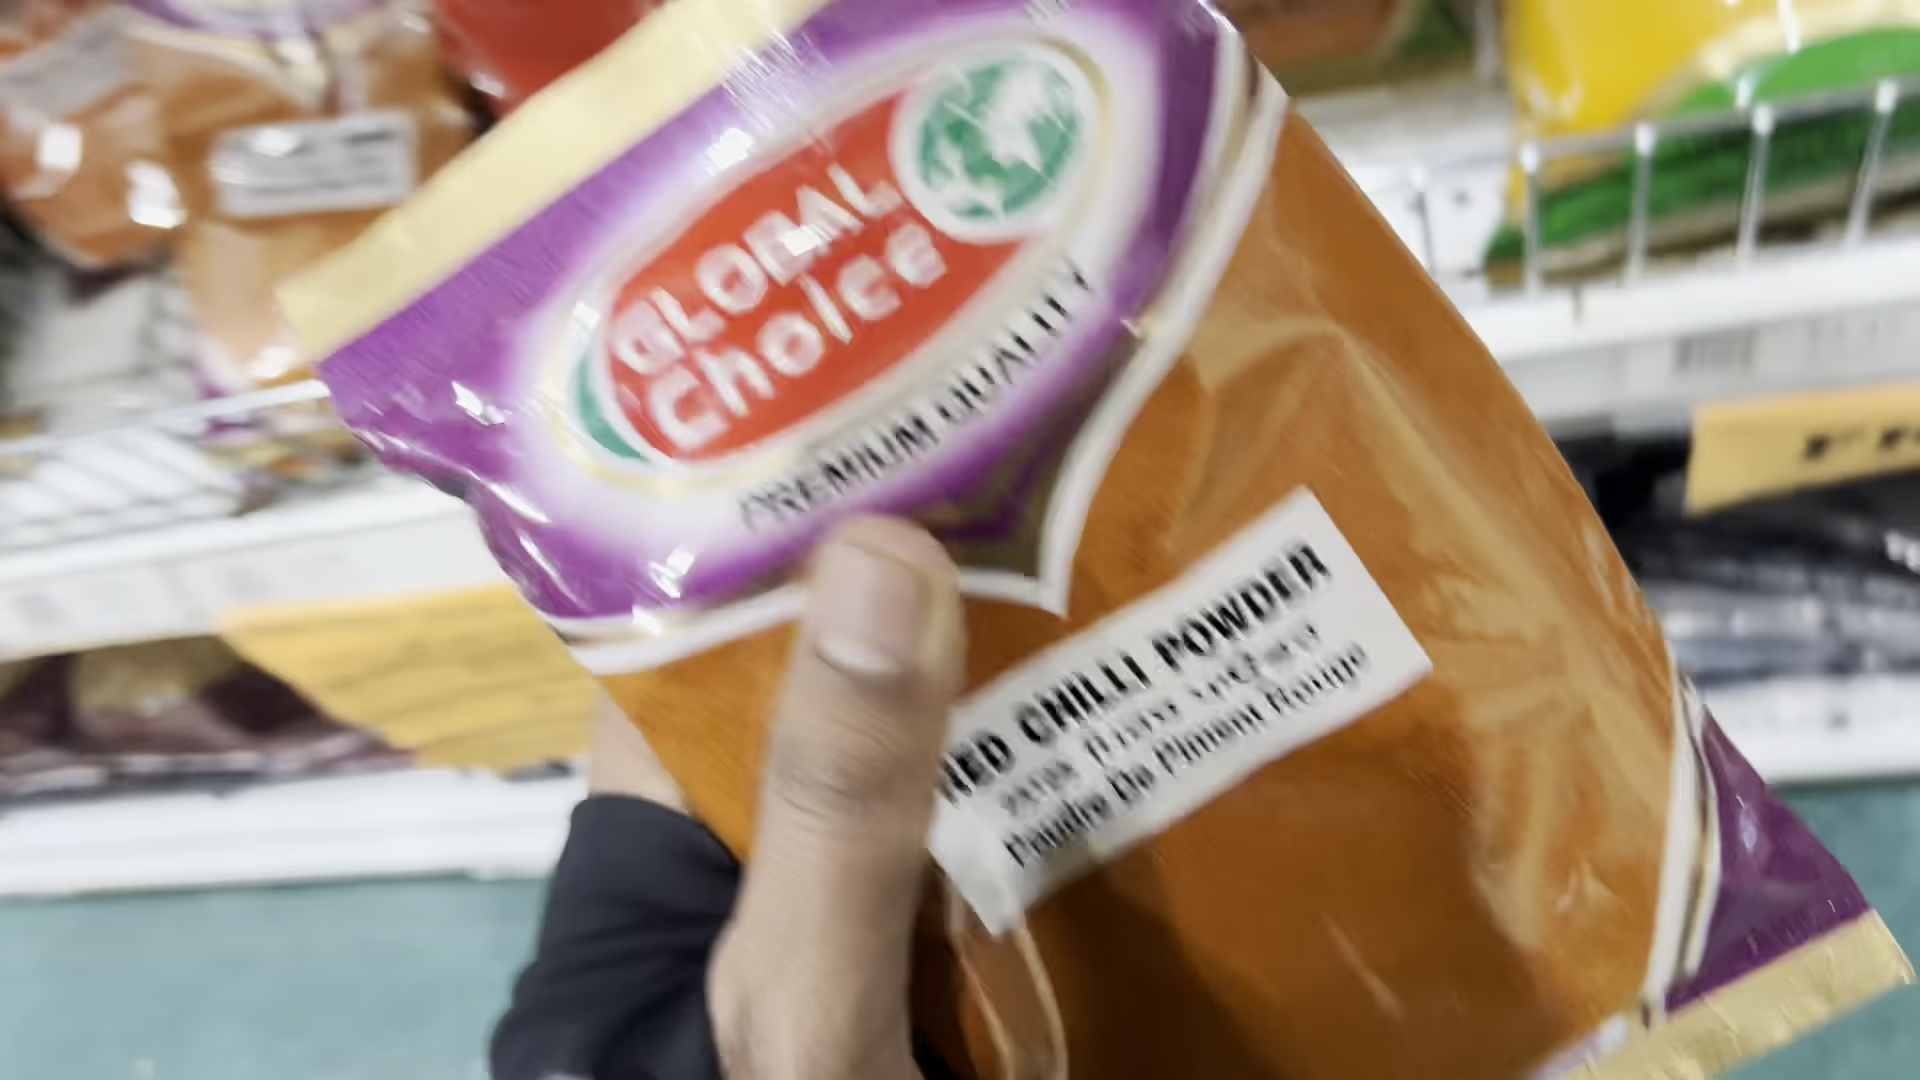 GLOBAL
Choice
PREMIUM QUALITY
RED CHILLI POWDER
Poudre De Piment Rouge